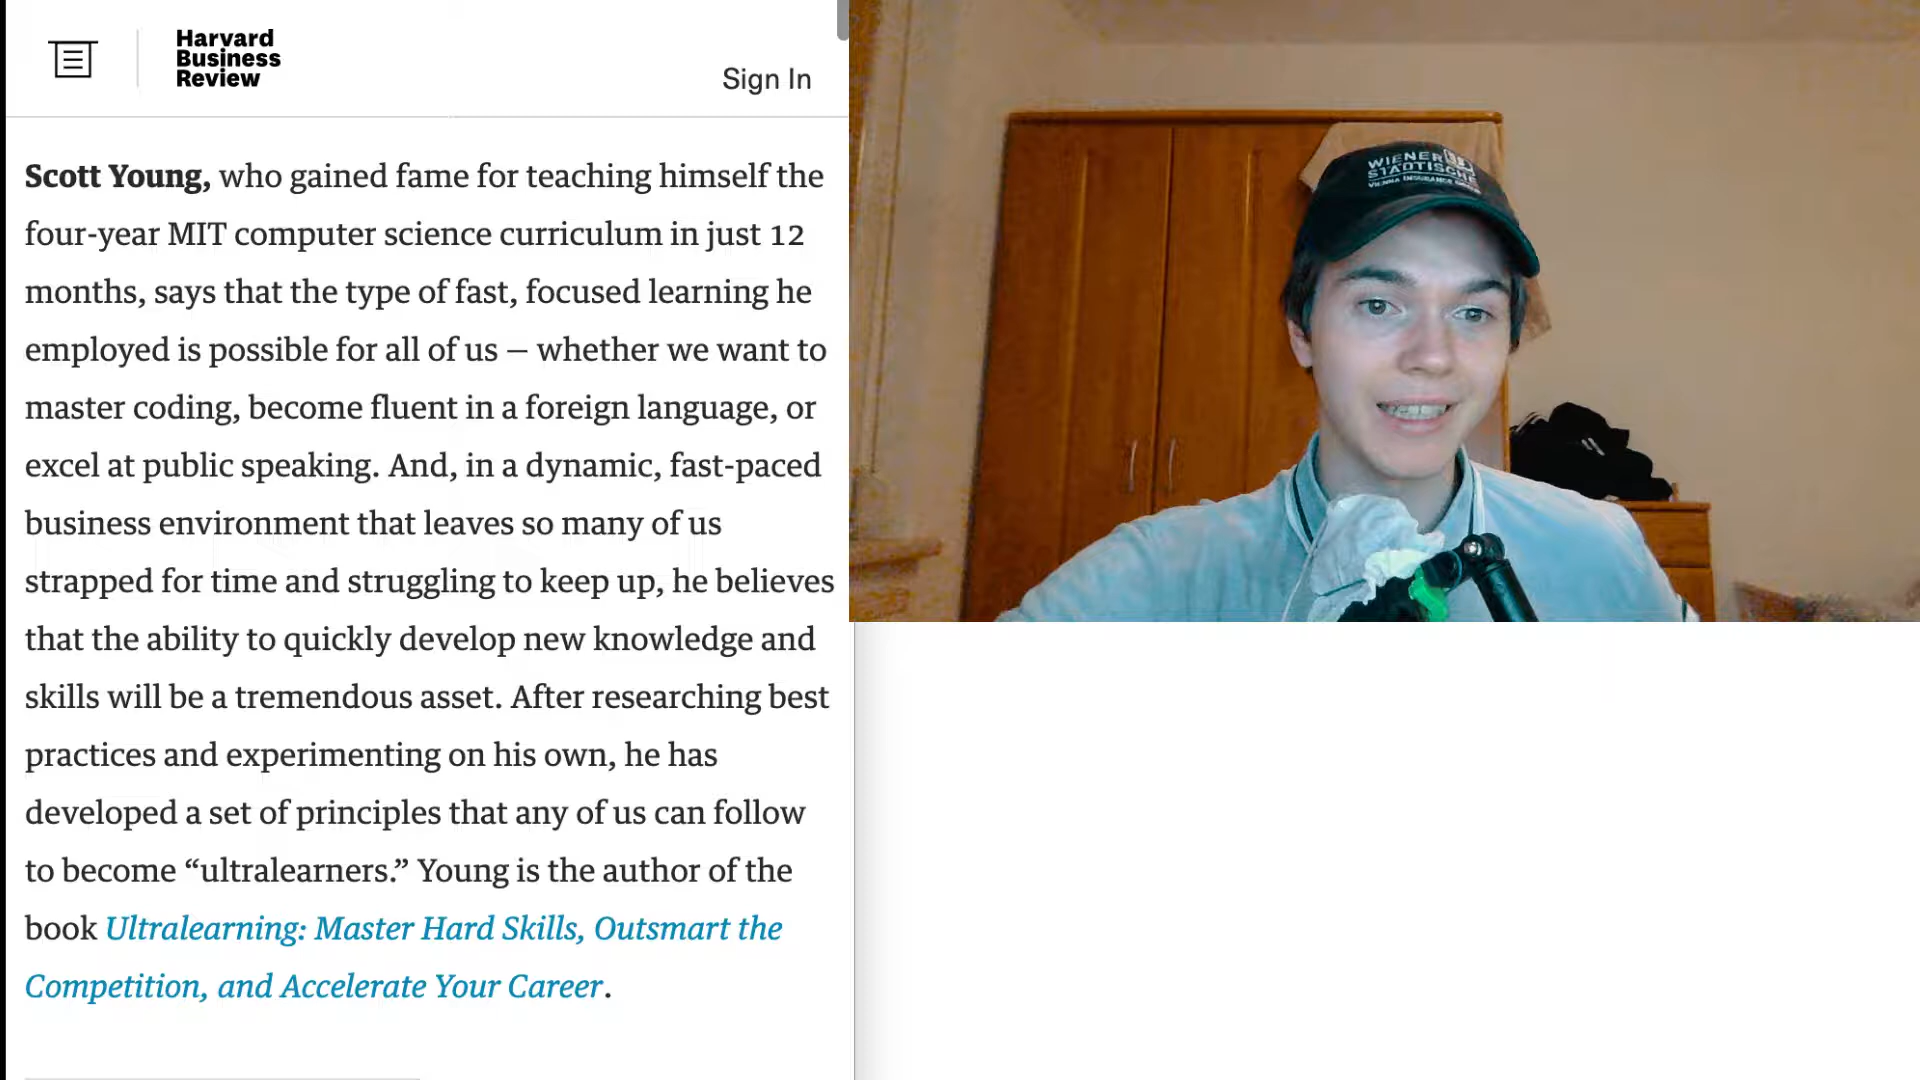 Harvard
Business
Review
Sign In
Scott Young, who gained fame for teaching himself the
four-year MIT computer science curriculum in just 12
months, says that the type of fast, focused learning he
employed is possible for all of us — whether we want to
master coding, become fluent in a foreign language, or
excel at public speaking. And, in a dynamic, fast-paced
business environment that leaves so many of us
strapped for time and struggling to keep up, he believes
that the ability to quickly develop new knowledge and
skills will be a tremendous asset. After researching best
practices and experimenting on his own, he has
developed a set of principles that any of us can follow
to become “ultralearners.” Young is the author of the
book Ultralearning: Master Hard Skills, Outsmart the
Competition, and Accelerate Your Career.
WIENER
STÄDTISCHE
VIENNA INSURANCE GROUP